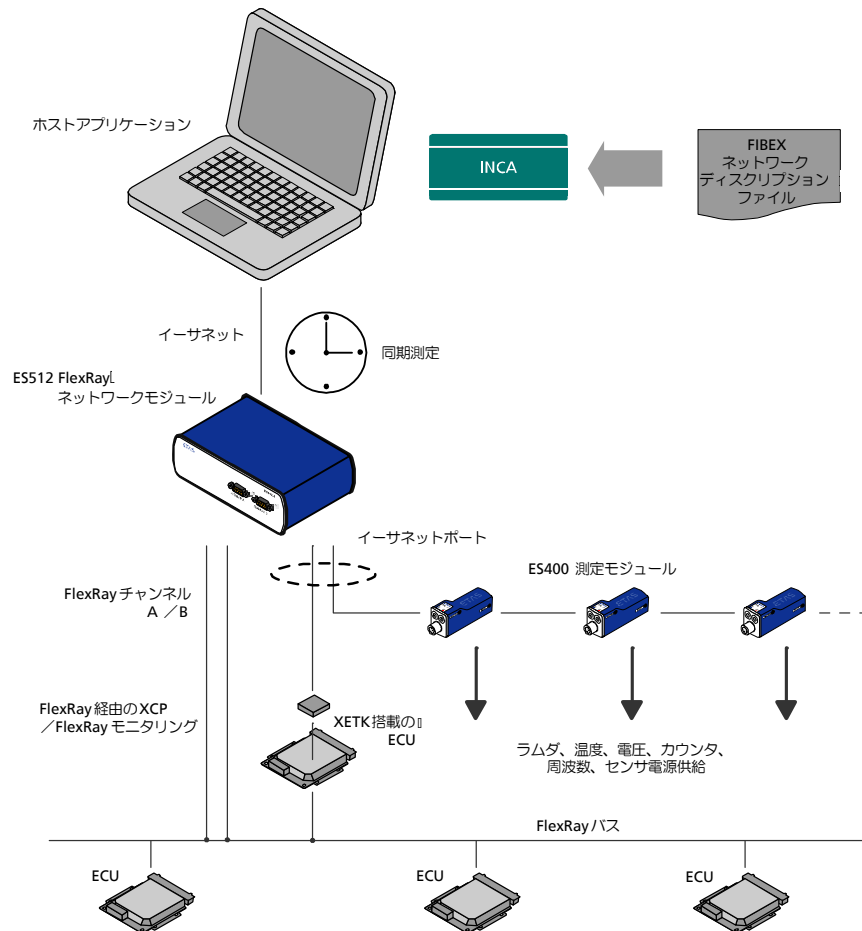 ホストアプリケーション
INCA
FIBEX
ネットワーク
ディスクリプション
ファイル
イーサネット
同期測定
ES512 FlexRay
ネットワークモジュール
イーサネットポート
ES400 測定モジュール
FlexRay チャンネル
A ／B
FlexRay 経由のXCP
／FlexRay モニタリング
XETK 搭載の
ECU
ラムダ、温度、電圧、カウンタ、
周波数、センサ電源供給
FlexRay バス
ECU
ECU
ECU